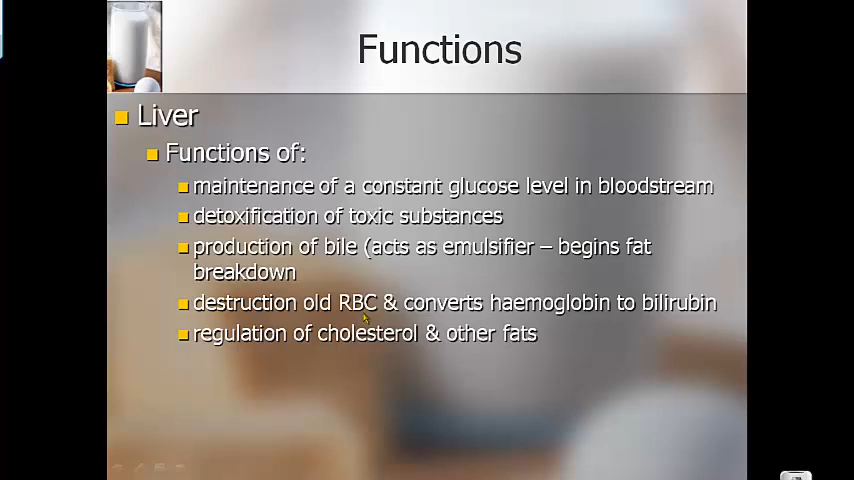 Functions
Liver
Functions of:
maintenance of a constant glucose level in bloodstream
detoxification of toxic substances
production of bile (acts as emulsifier – begins fat
breakdown
destruction old RBC & converts haemoglobin to bilirubin
regulation of cholesterol & other fats